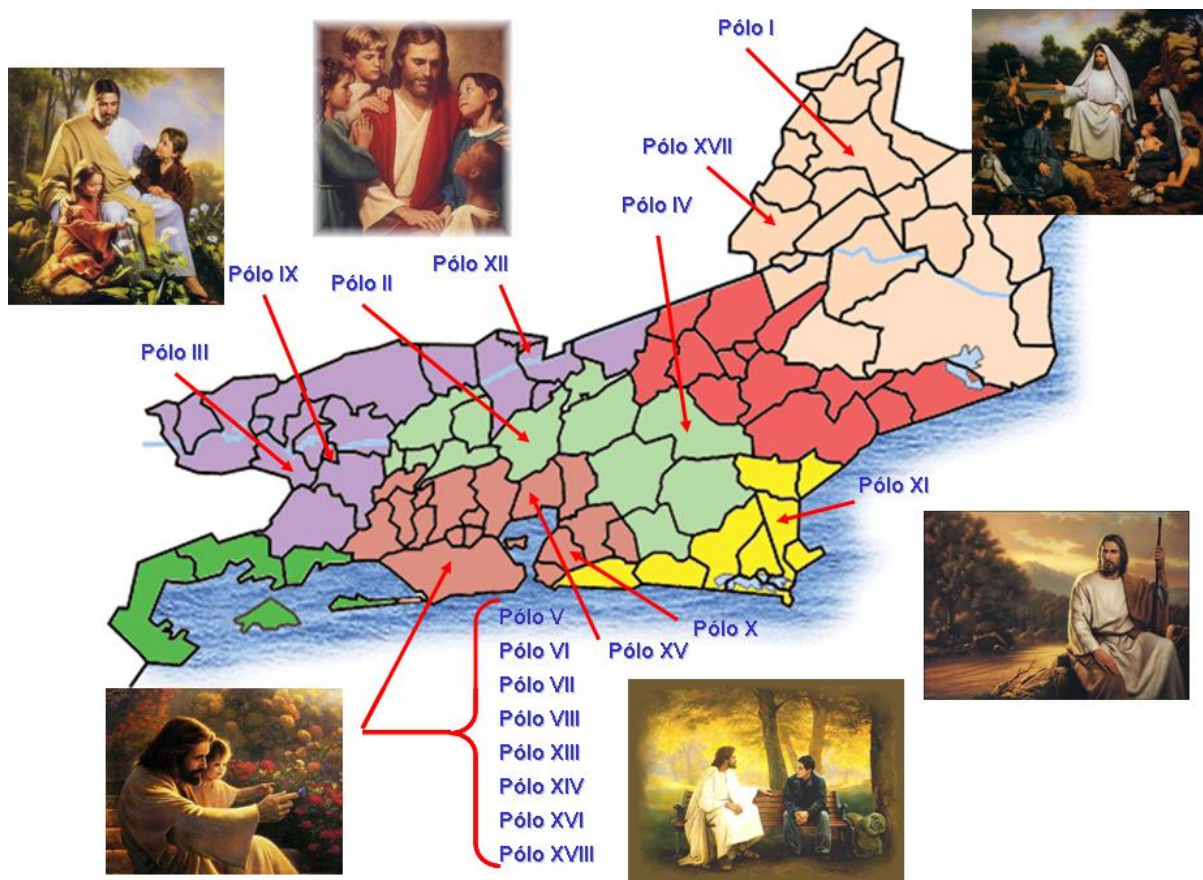 Pólo I
Pólo XVII
Pólo IV
Pólo XII
Pólo IX
Pólo II
Pólo III
Pólo XI
Pólo X
Pólo XV
Pólo V
Pólo VI
Pólo VII
Pólo VIII
Pólo XIII
Pólo XIV
Pólo XVI
Pólo XVIII